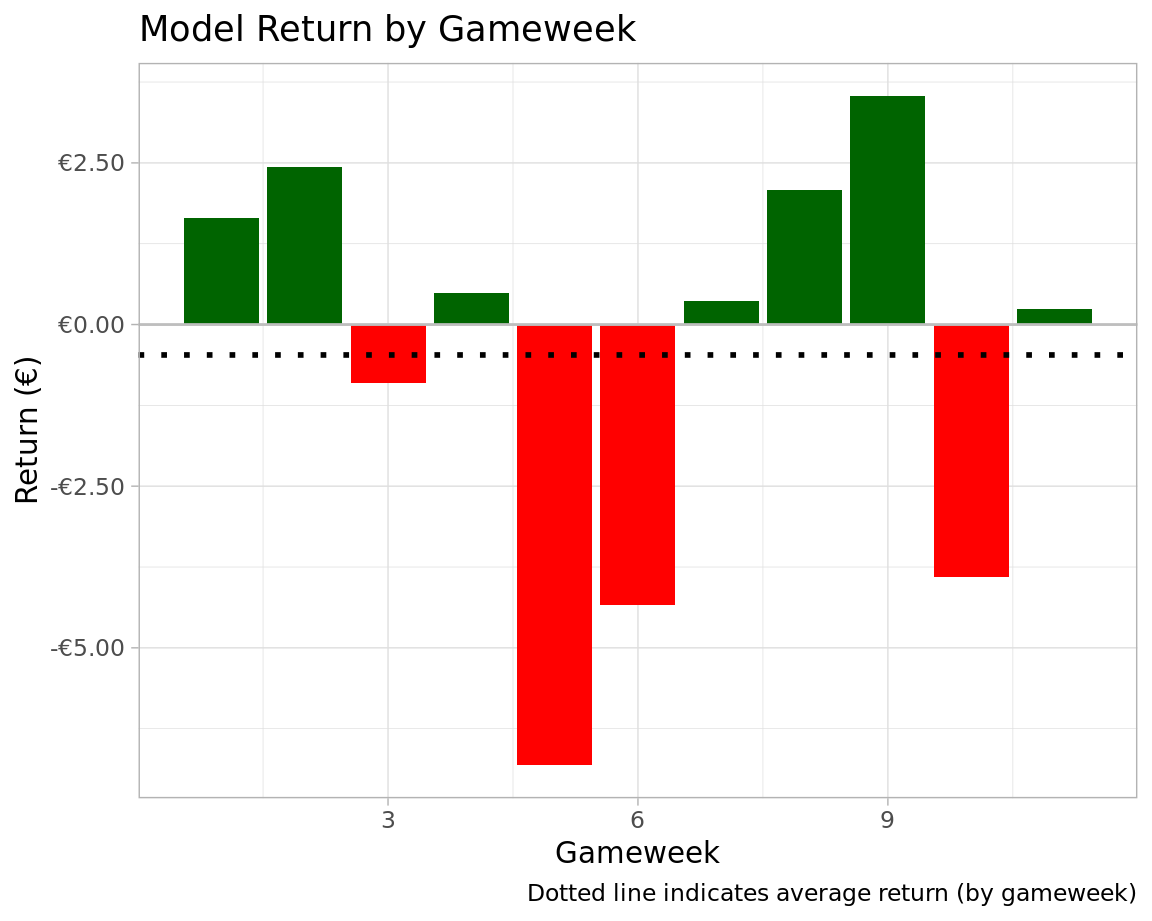 Model Return by Gameweek
€2.50
€0.00
-€2.50
-€5.00
Return (€)
3 6 9
Gameweek
Dotted line indicates average return (by gameweek)